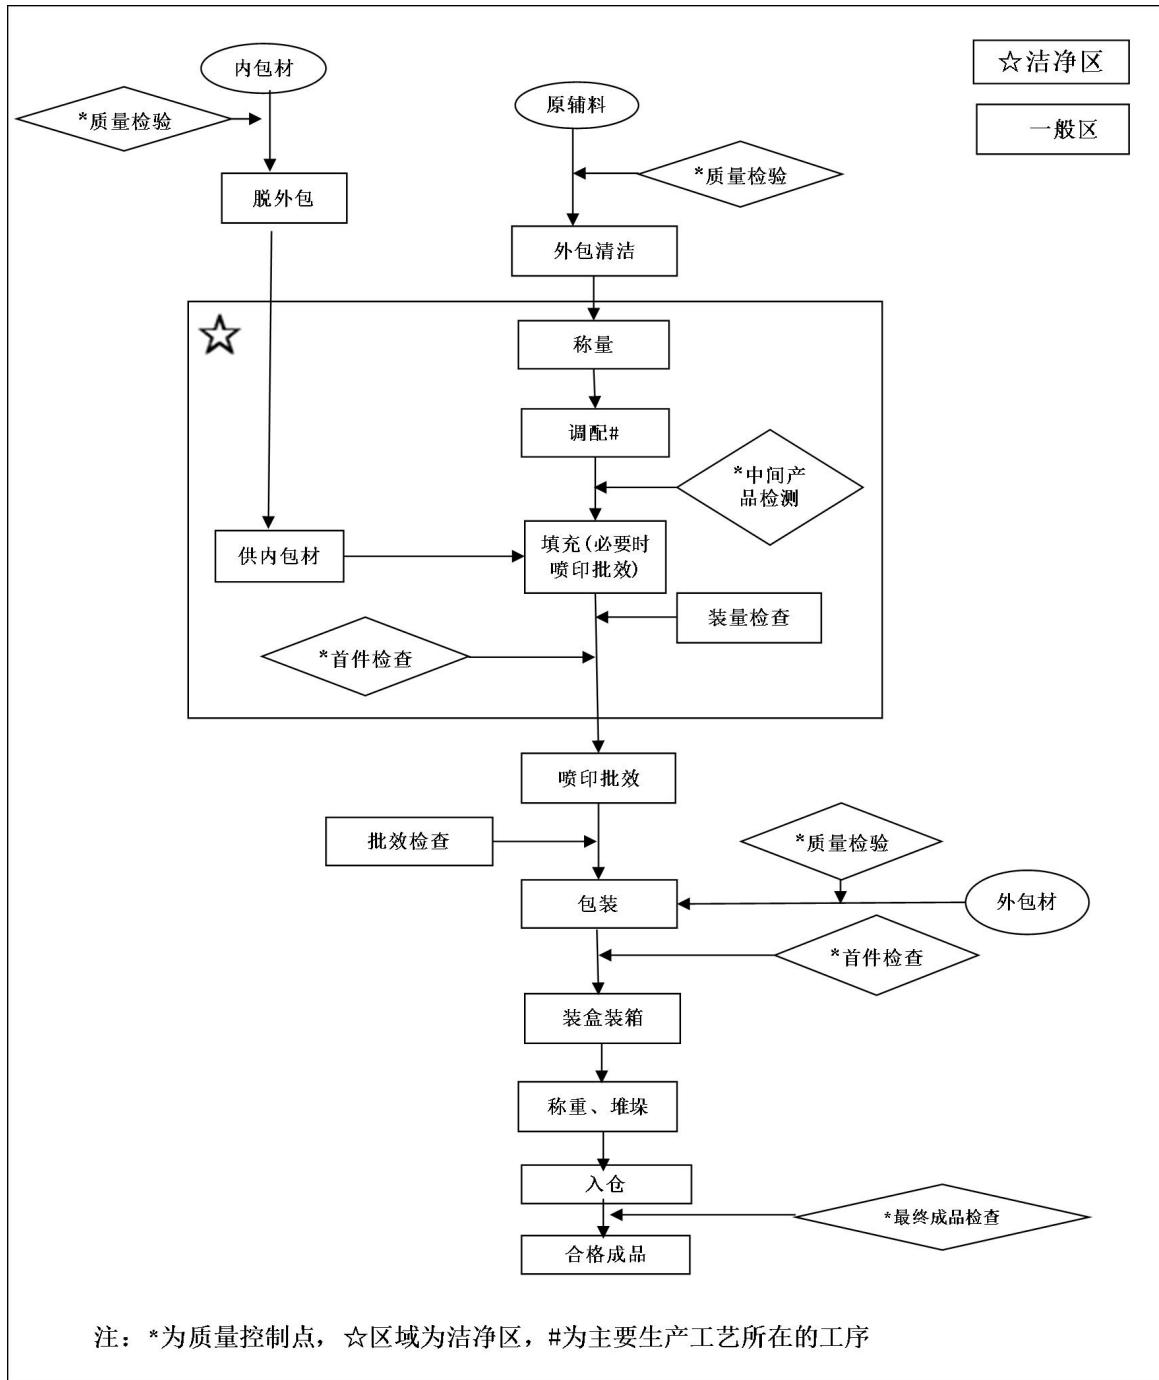 内包材
☆洁净区
原辅料
一般区
*质量检验
*质量检验
脱外包
外包清洁
☆
称量
调配#
*中间产
品检测
供内包材
填充(必要时
喷印批效)
装量检查
*首件检查
喷印批效
批效检查
*质量检验
包装
外包材
*首件检查
装盒装箱
称重、堆垛
入仓
*最终成品检查
合格成品
注：*为质量控制点，☆区域为洁净区，#为主要生产工艺所在的工序